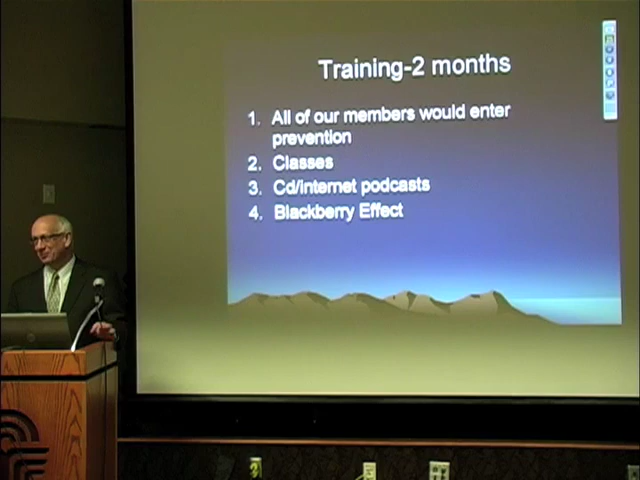 Training-2 months
1. All of our members would enter
prevention
2. Classes
3. Cd/internet podcasts
4. Blackberry Effect